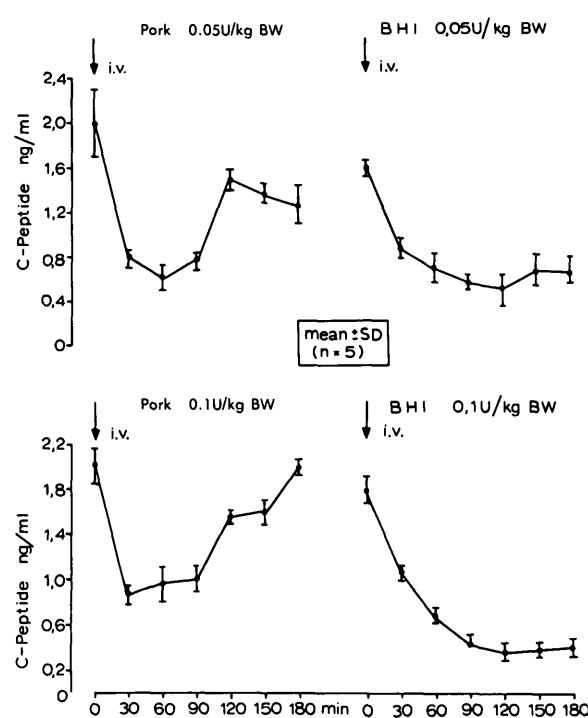 Pork 0.05U/kg BW
BHI 0,05U/kg BW
i.v.
i.v.
C-Peptide ng/ml
2,4
2,0
1,6
1,2
0,8
0,4
0
mean ±SD
(n = 5)
Pork 0.1U/kg BW
BHI 0,1U/kg BW
i.v.
i.v.
C-Peptide ng/ml
2,2
1,8
1,4
1,0
0,6
0,2
0
0 30 60 90 120 150 180 min 0 30 60 90 120 150 180